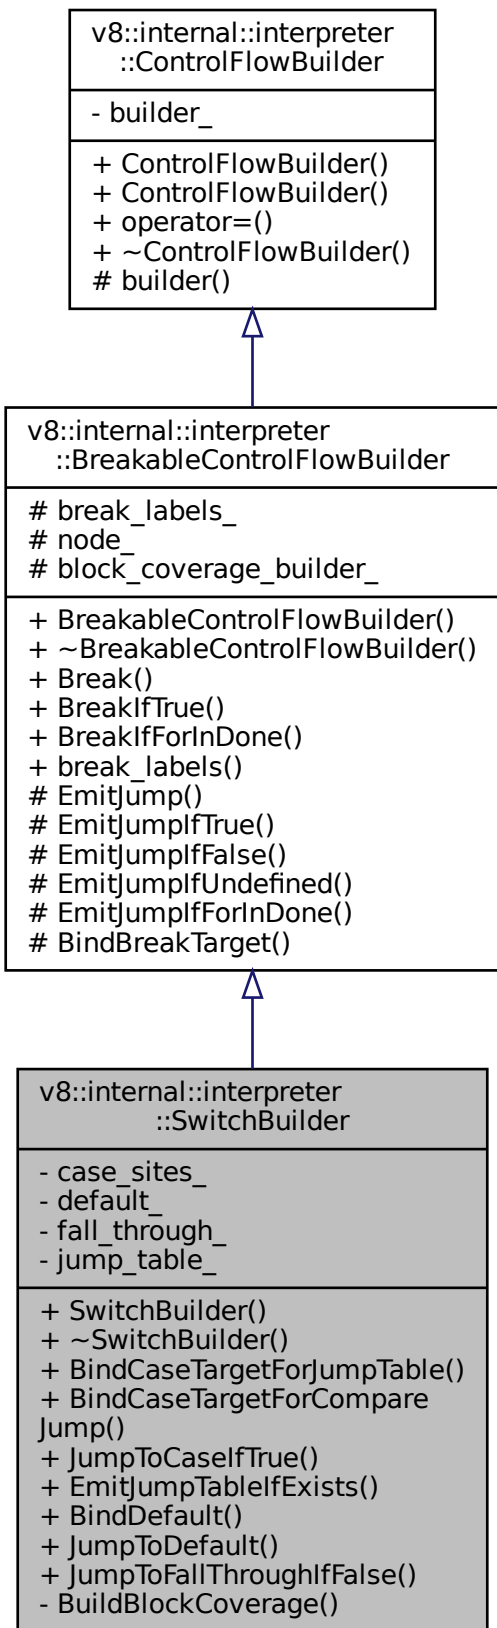 v8::internal::interpreter
::ControlFlowBuilder
- builder_
+ ControlFlowBuilder()
+ ControlFlowBuilder()
+ operator=()
+ ~ControlFlowBuilder()
# builder()
v8::internal::interpreter
::BreakableControlFlowBuilder
# break_labels_
# node_
# block_coverage_builder_
+ BreakableControlFlowBuilder()
+ ~BreakableControlFlowBuilder()
+ Break()
+ BreakIfTrue()
+ BreakIfForInDone()
+ break_labels()
# EmitJump()
# EmitJumpIfTrue()
# EmitJumpIfFalse()
# EmitJumpIfUndefined()
# EmitJumpIfForInDone()
# BindBreakTarget()
v8::internal::interpreter
::SwitchBuilder
- case_sites_
- default_
- fall_through_
- jump_table_
+ SwitchBuilder()
+ ~SwitchBuilder()
+ BindCaseTargetForJumpTable()
+ BindCaseTargetForCompare
Jump()
+ JumpToCaseIfTrue()
+ EmitJumpTableIfExists()
+ BindDefault()
+ JumpToDefault()
+ JumpToFallThroughIfFalse()
- BuildBlockCoverage()